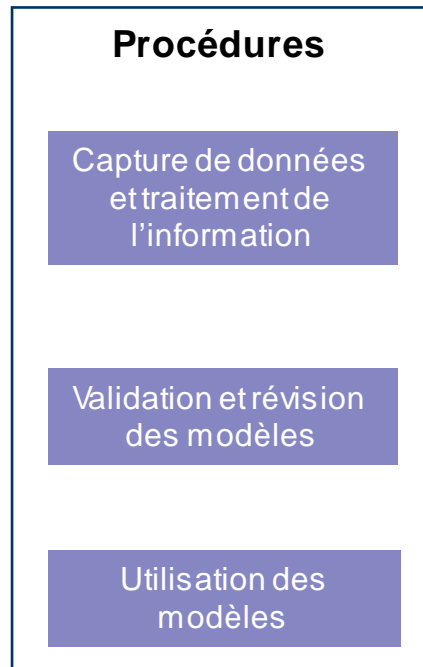 Procédures
Capture de données
et traitement de
l'information
Validation et révision
des modèles
Utilisation des
modèles